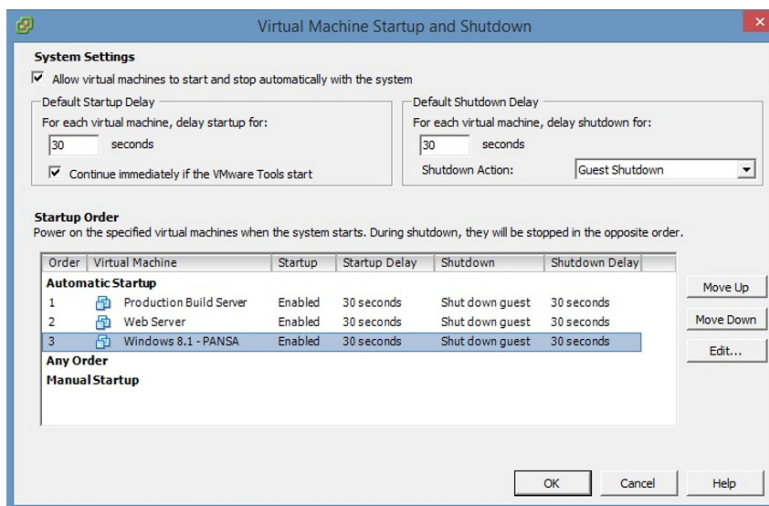 Virtual Machine Startup and Shutdown
System Settings
Allow virtual machines to start and stop automatically with the system
Default Startup Delay
For each virtual machine, delay startup for:
30 seconds
Continue immediately if the VMware Tools start
Default Shutdown Delay
For each virtual machine, delay shutdown for:
30 seconds
Shutdown Action: Guest Shutdown
Startup Order
Power on the specified virtual machines when the system starts. During shutdown, they will be stopped in the opposite order.
Order Virtual Machine Startup Startup Delay Shutdown Shutdown Delay
Automatic Startup
1 Production Build Server Enabled 30 seconds Shut down guest 30 seconds
2 Web Server Enabled 30 seconds Shut down guest 30 seconds
3 Windows 8.1 - PANSA Enabled 30 seconds Shut down guest 30 seconds
Any Order
Manual Startup
Move Up
Move Down
Edit...
OK Cancel Help